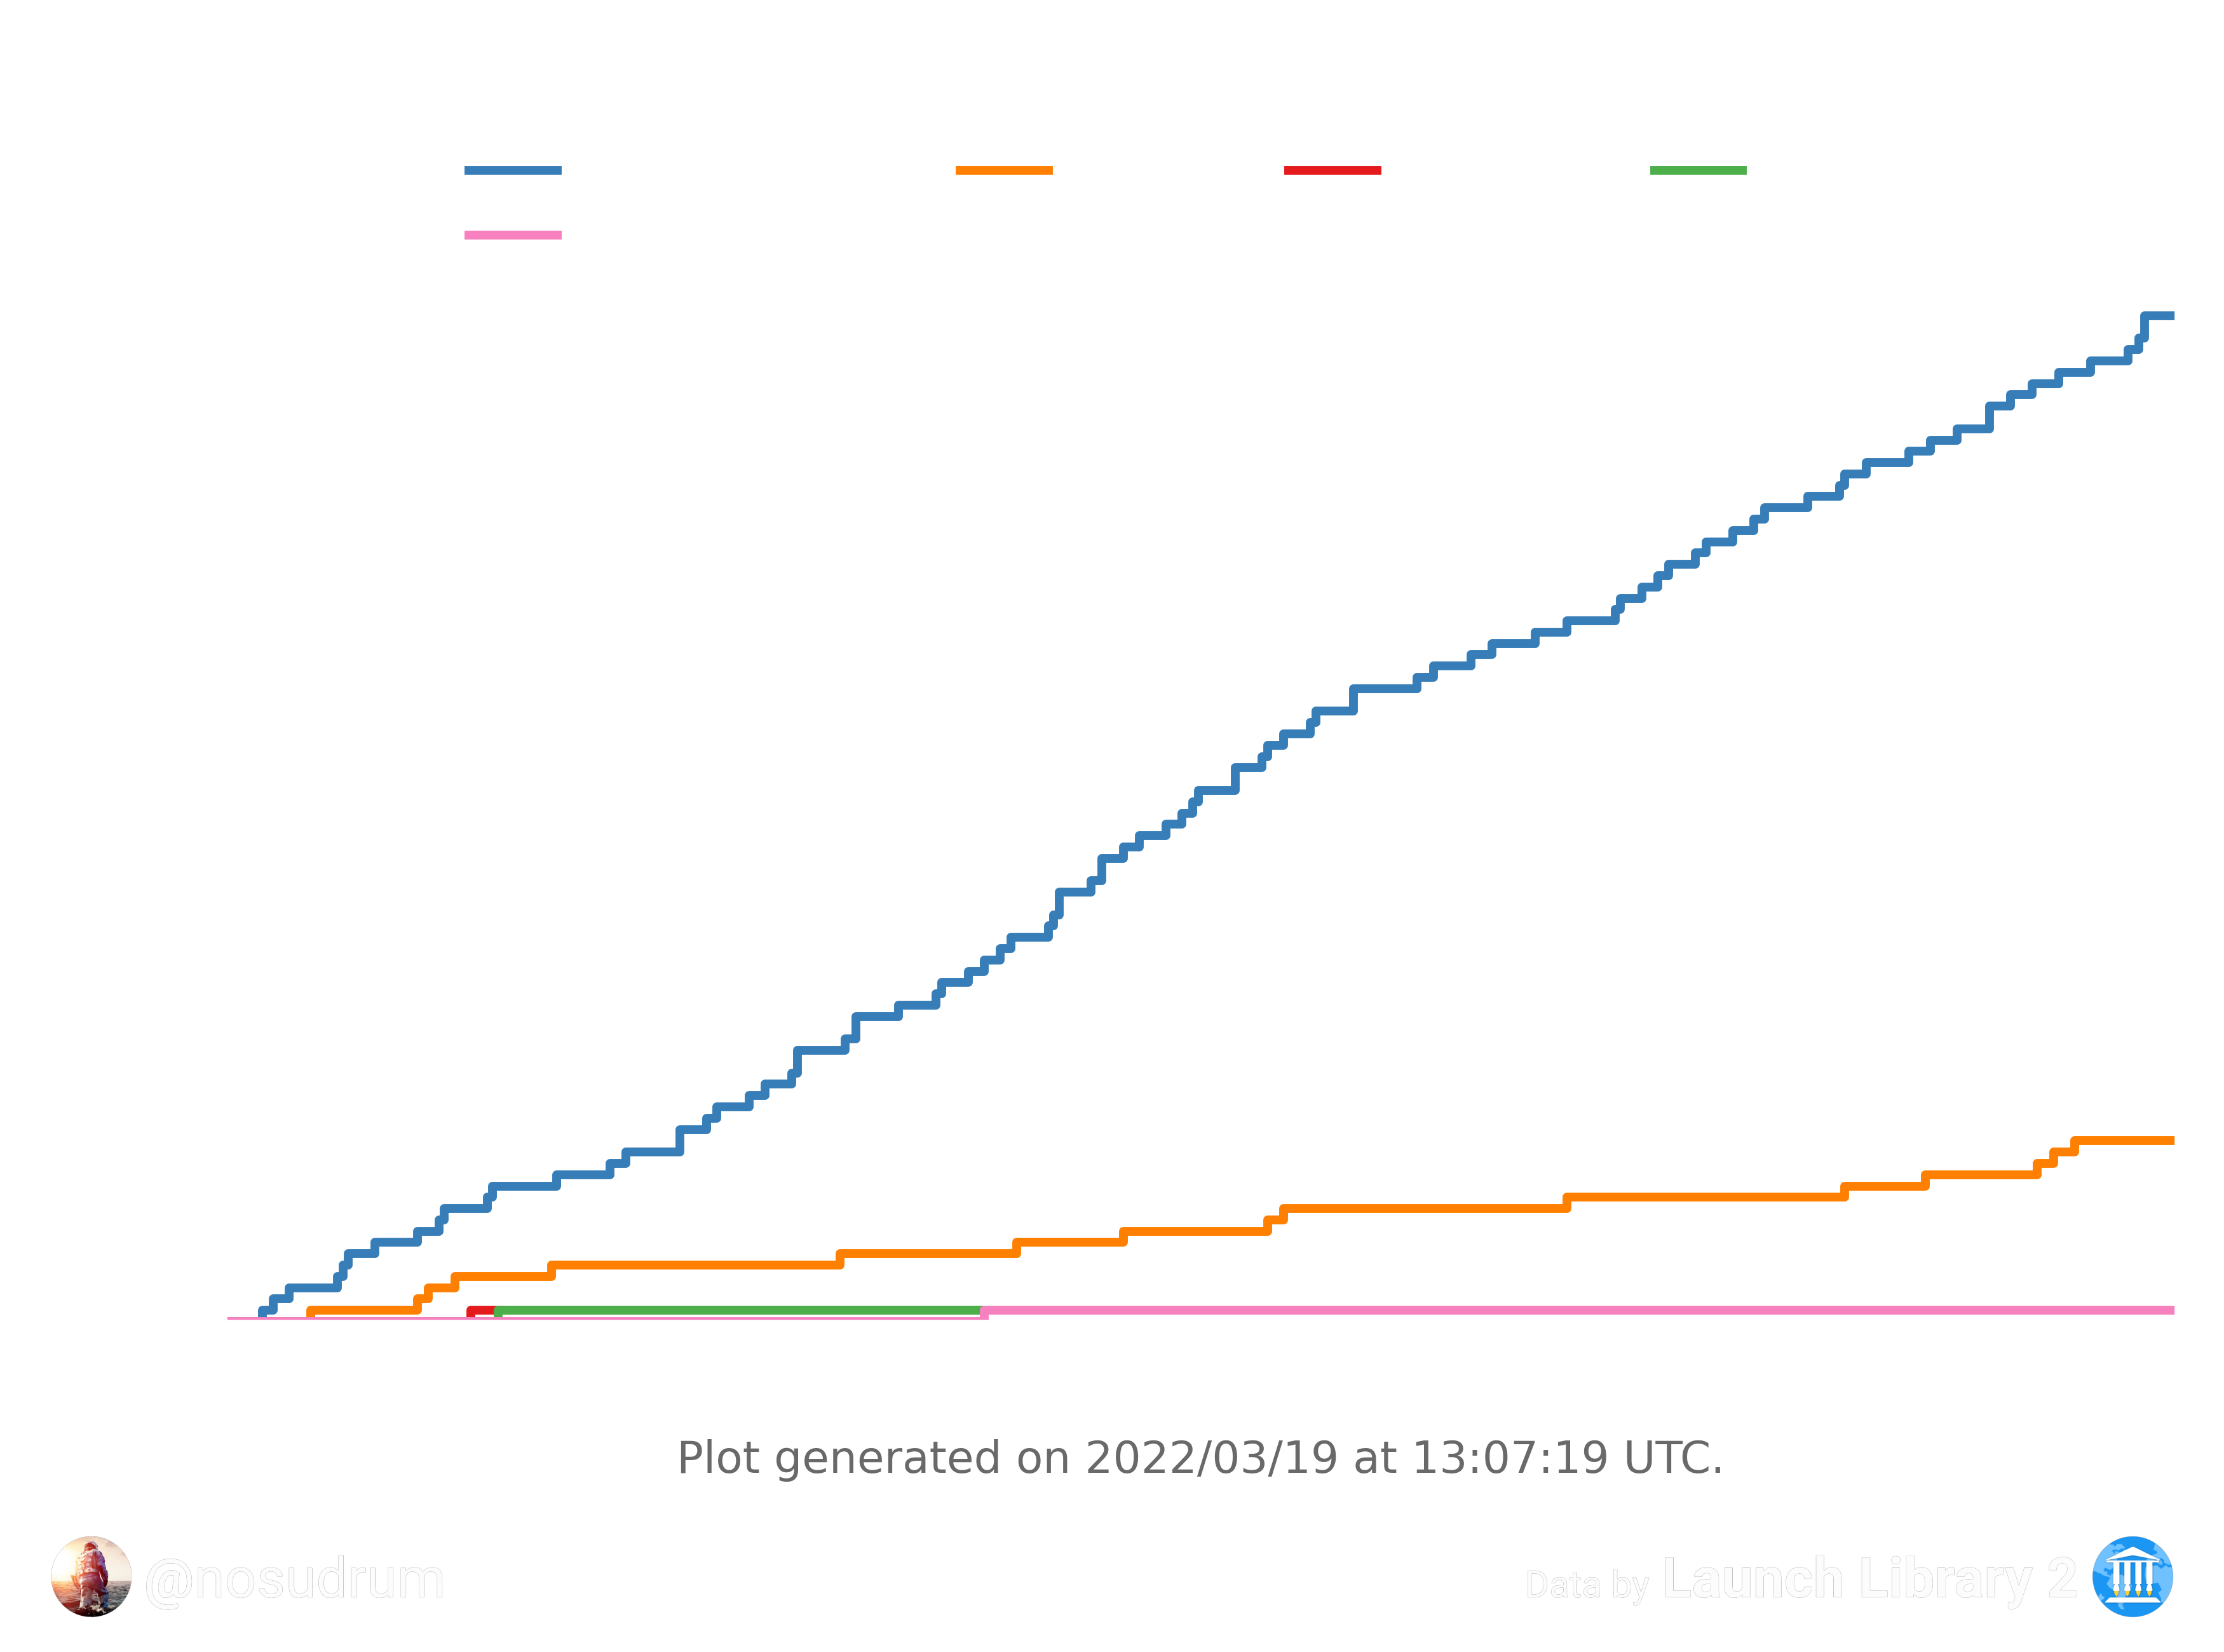 Plot generated on 2022/03/19 at 13:07:19 UTC.
@nosudrum
Data by Launch Library 2